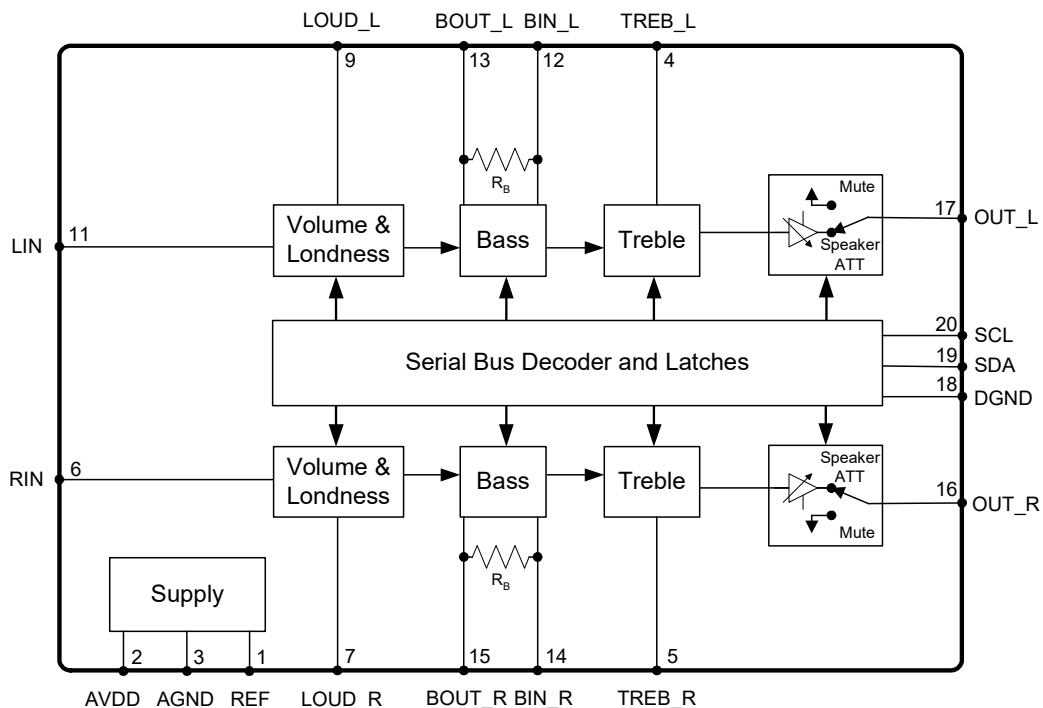 LOUD_L BOUT_L BIN_L TREB_L
9 13 12 4
R_B
Mute
17 OUT_L
Volume &
Londness
Bass
Treble
Speaker
ATT
11
LIN
20 SCL
Serial Bus Decoder and Latches
19 SDA
18 DGND
6
RIN
Volume &
Londness
Bass
Treble
Speaker
ATT
16 OUT_R
Mute
R_B
Supply
2 3 1 7 15 14 5
AVDD AGND REF LOUD_R BOUT_R BIN_R TREB_R